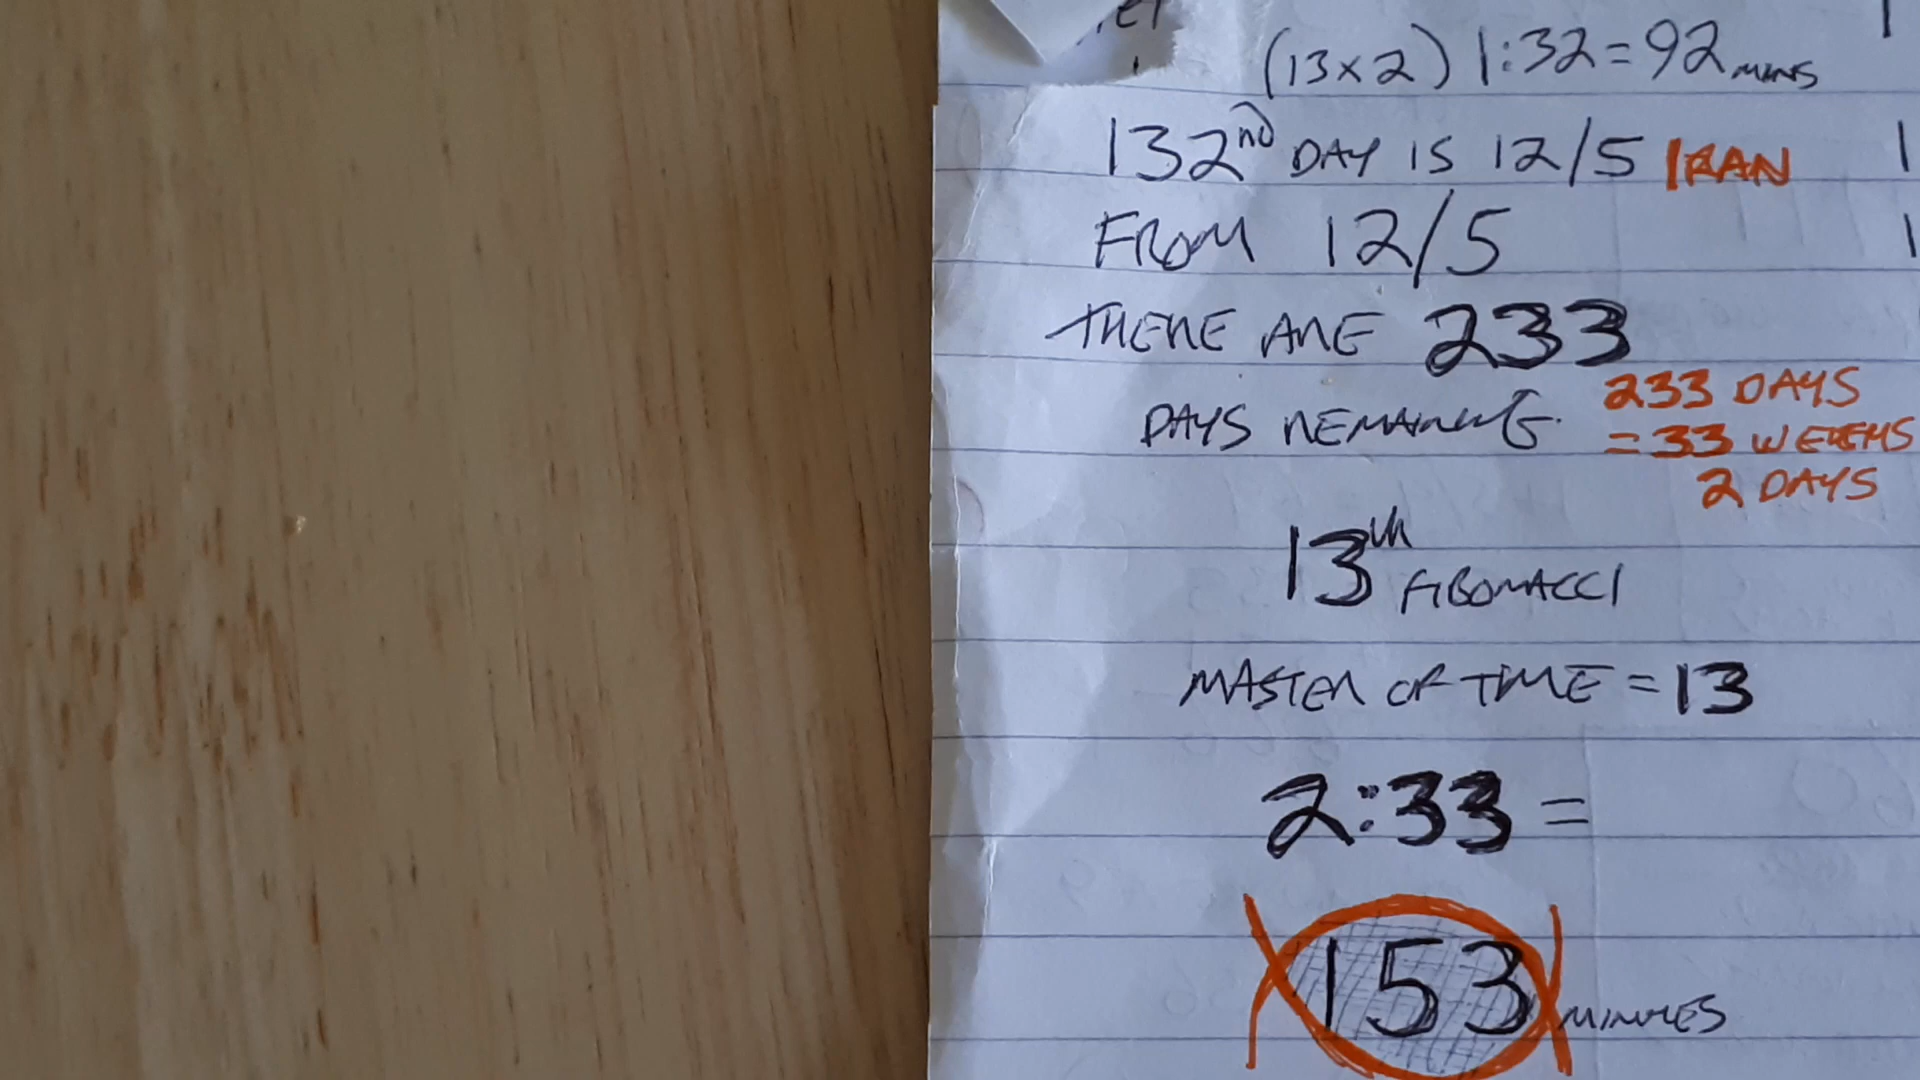 (13x2) 1:32=92 MINS
132nd DAY IS 12/5 IRAN
FROM 12/5
THERE ARE 233
DAYS REMAINING.
233 DAYS
= 33 WEEKS
2 DAYS
13th FIBONACCI
MASTER OF TIME = 13
2:33 =
153 MINUTES